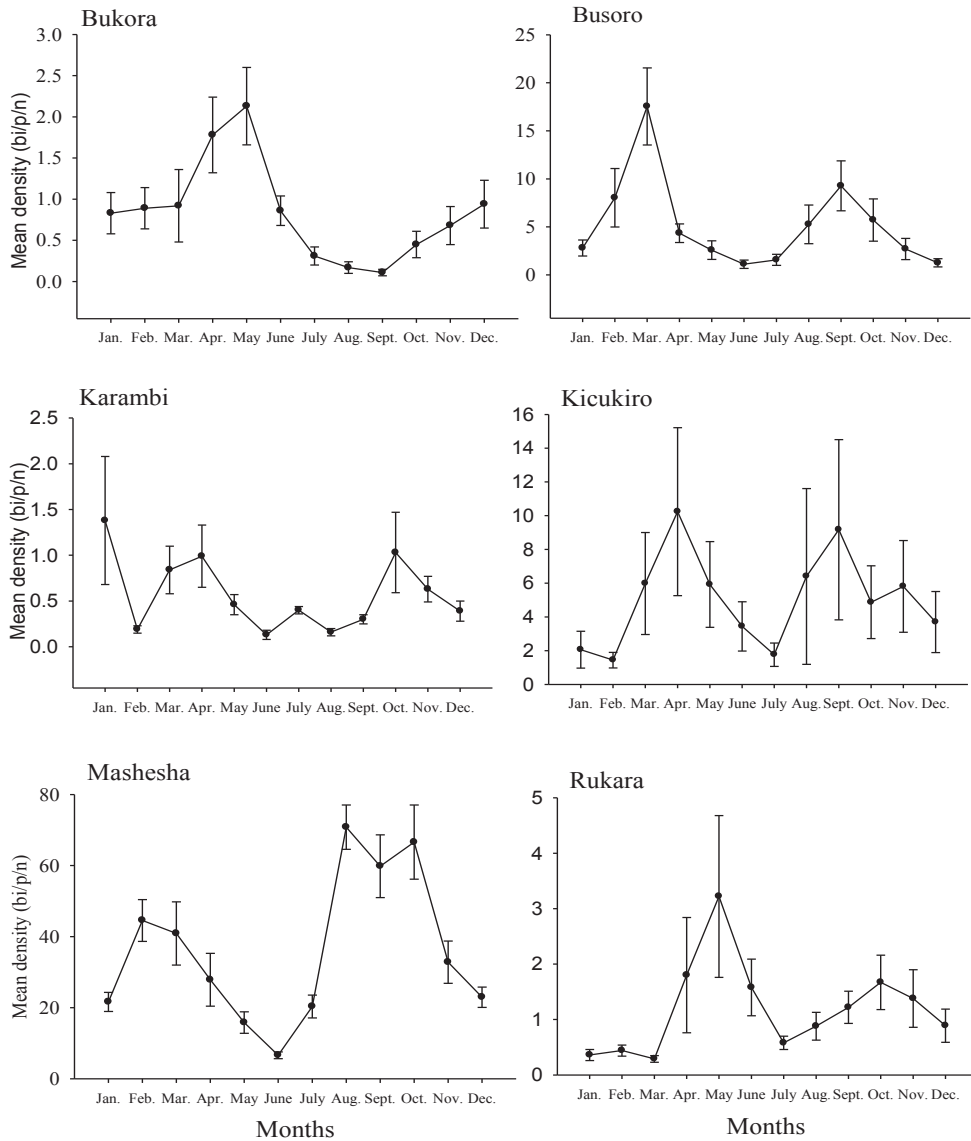 Bukora
Mean density (bi/p/n)
3.0
2.5
2.0
1.5
1.0
0.5
0.0
Jan. Feb. Mar. Apr. May June July Aug. Sept. Oct. Nov. Dec.
Busoro
25
20
15
10
5
0
Jan. Feb. Mar. Apr. May June July Aug. Sept. Oct. Nov. Dec.
Karambi
Mean density (bi/p/n)
2.5
2.0
1.5
1.0
0.5
0.0
Jan. Feb. Mar. Apr. May June July Aug. Sept. Oct. Nov. Dec.
Kicukiro
16
14
12
10
8
6
4
2
0
Jan. Feb. Mar. Apr. May June July Aug. Sept. Oct. Nov. Dec.
Mashesha
Mean density (bi/p/n)
80
60
40
20
0
Jan. Feb. Mar. Apr. May June July Aug. Sept. Oct. Nov. Dec.
Months
Rukara
5
4
3
2
1
0
Jan. Feb. Mar. Apr. May June July Aug. Sept. Oct. Nov. Dec.
Months